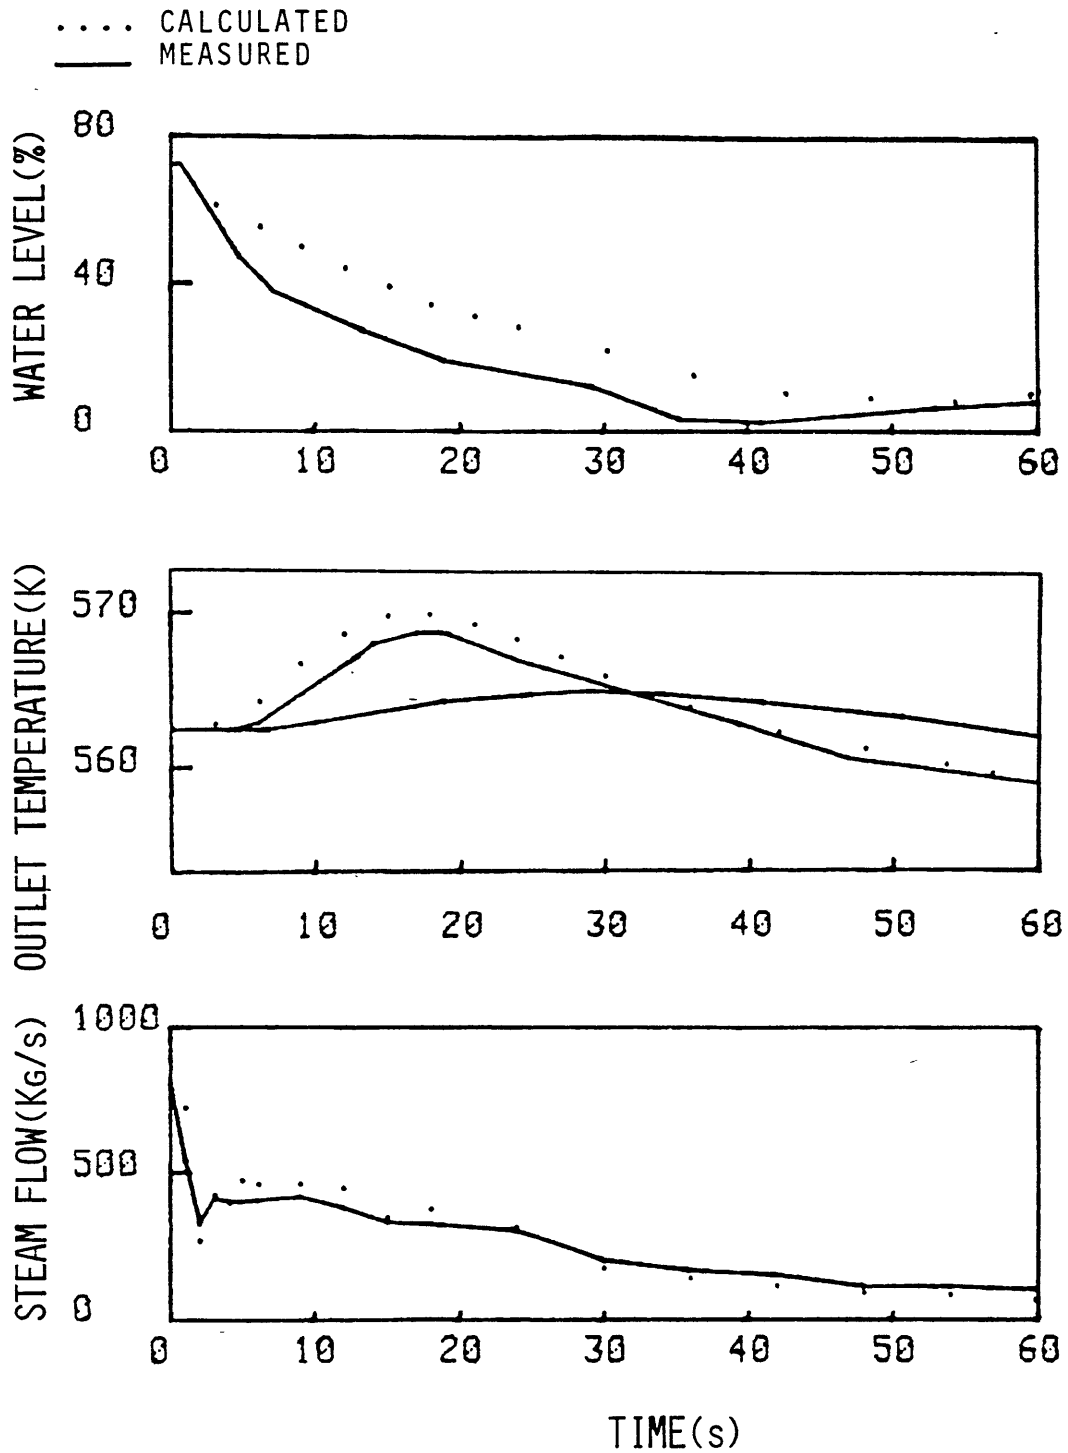 .... CALCULATED
MEASURED
WATER LEVEL(%)
80
40
0
0 10 20 30 40 50 60
OUTLET TEMPERATURE(K)
570
560
0 10 20 30 40 50 60
STEAM FLOW(KG/s)
1000
500
0
0 10 20 30 40 50 60
TIME(s)